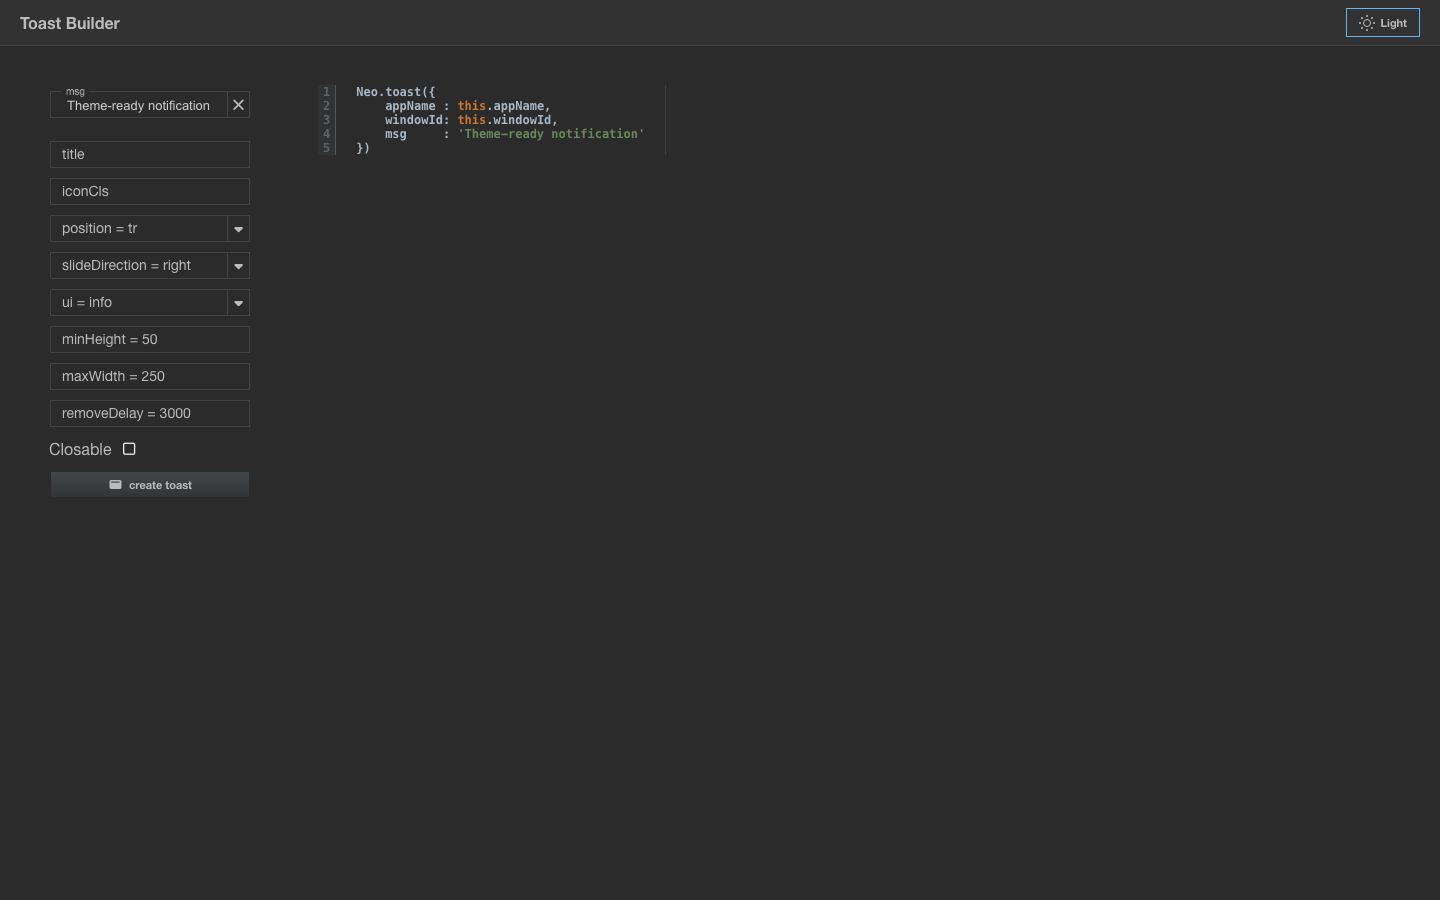 Toast Builder
Light
msg
Theme-ready notification
title
iconCls
position = tr
slideDirection = right
ui = info
minHeight = 50
maxWidth = 250
removeDelay = 3000
Closable
create toast
1 Neo.toast({
2 appName : this.appName,
3 windowId: this.windowId,
4 msg : 'Theme-ready notification'
5 })